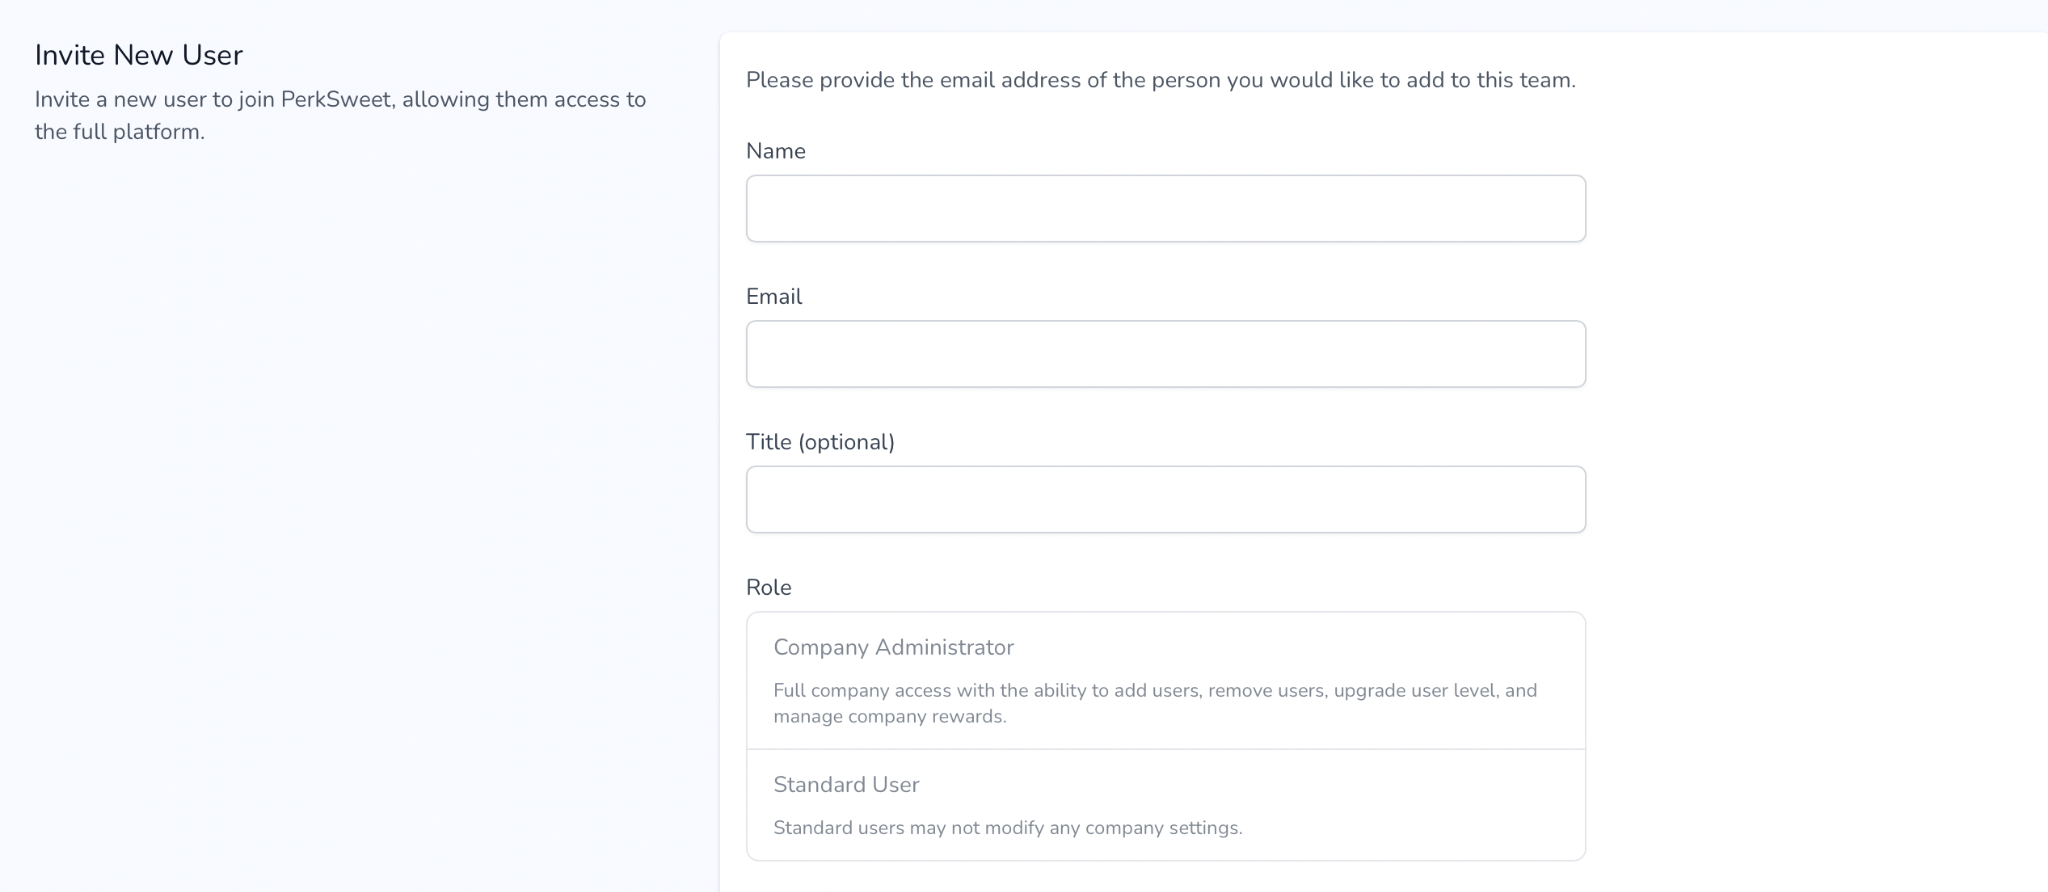 Invite New User
Invite a new user to join PerkSweet, allowing them access to
the full platform.
Please provide the email address of the person you would like to add to this team.
Name
Email
Title (optional)
Role
Company Administrator
Full company access with the ability to add users, remove users, upgrade user level, and
manage company rewards.
Standard User
Standard users may not modify any company settings.